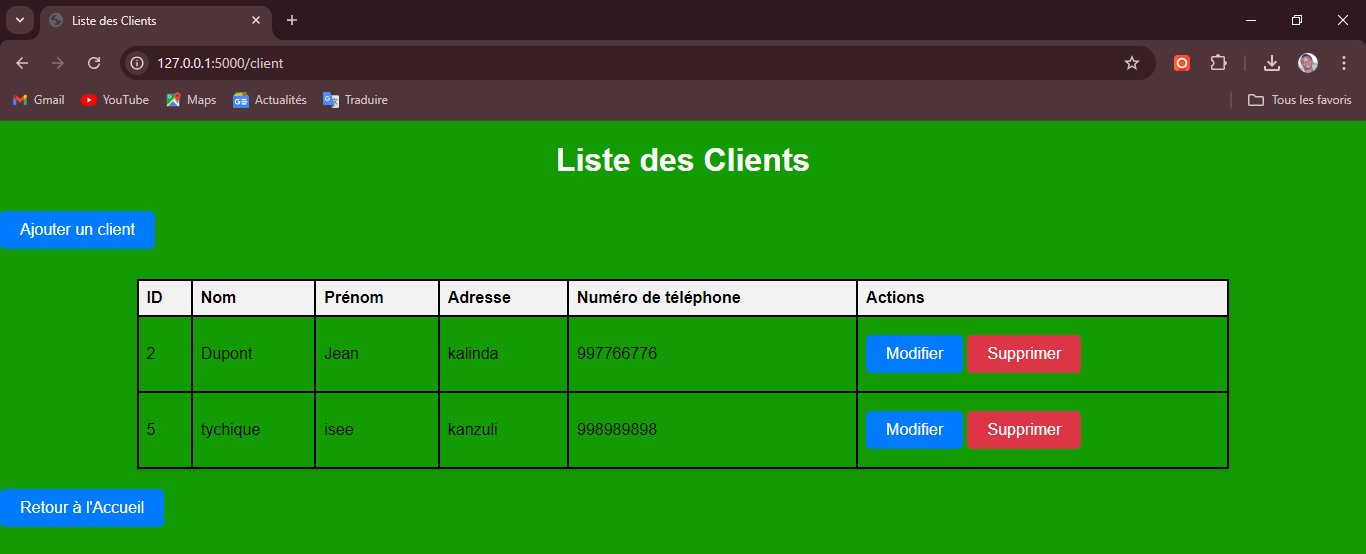 Liste des Clients
127.0.0.1:5000/client
Gmail YouTube Maps Actualités Traduire Tous les favoris
Liste des Clients
Ajouter un client
ID Nom Prénom Adresse Numéro de téléphone Actions
2 Dupont Jean kalinda 997766776 Modifier Supprimer
5 tychique isee kanzuli 998989898 Modifier Supprimer
Retour à l'Accueil